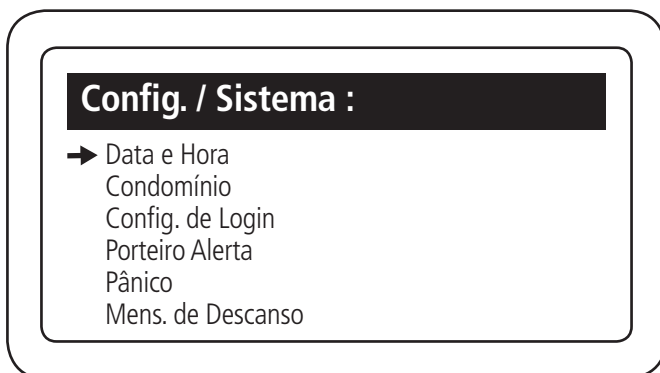 Config. / Sistema :
Data e Hora
Condomínio
Config. de Login
Porteiro Alerta
Pânico
Mens. de Descanso